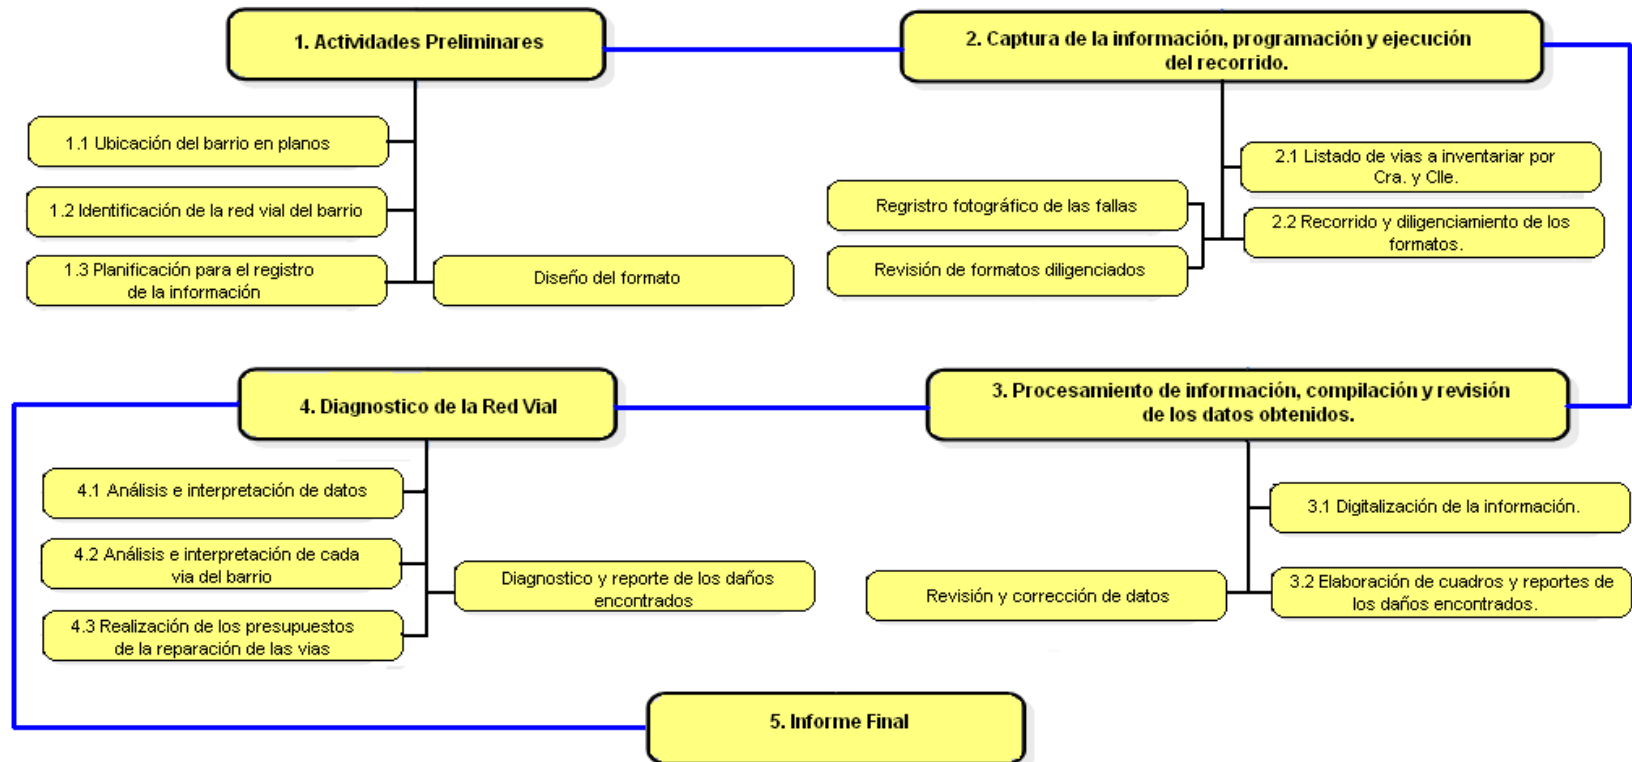 1. Actividades Preliminares
1.1 Ubicación del barrio en planos
1.2 Identificación de la red vial del barrio
1.3 Planificación para el registro
de la información
Diseño del formato
2. Captura de la información, programación y ejecución
del recorrido.
2.1 Listado de vias a inventariar por
Cra. y Clle.
Regristro fotográfico de las fallas
2.2 Recorrido y diligenciamiento de los
formatos.
Revisión de formatos diligenciados
3. Procesamiento de información, compilación y revisión
de los datos obtenidos.
3.1 Digitalización de la información.
3.2 Elaboración de cuadros y reportes de
los daños encontrados.
Revisión y corrección de datos
4. Diagnostico de la Red Vial
4.1 Análisis e interpretación de datos
4.2 Análisis e interpretación de cada
via del barrio
Diagnostico y reporte de los daños
encontrados
4.3 Realización de los presupuestos
de la reparación de las vias
5. Informe Final